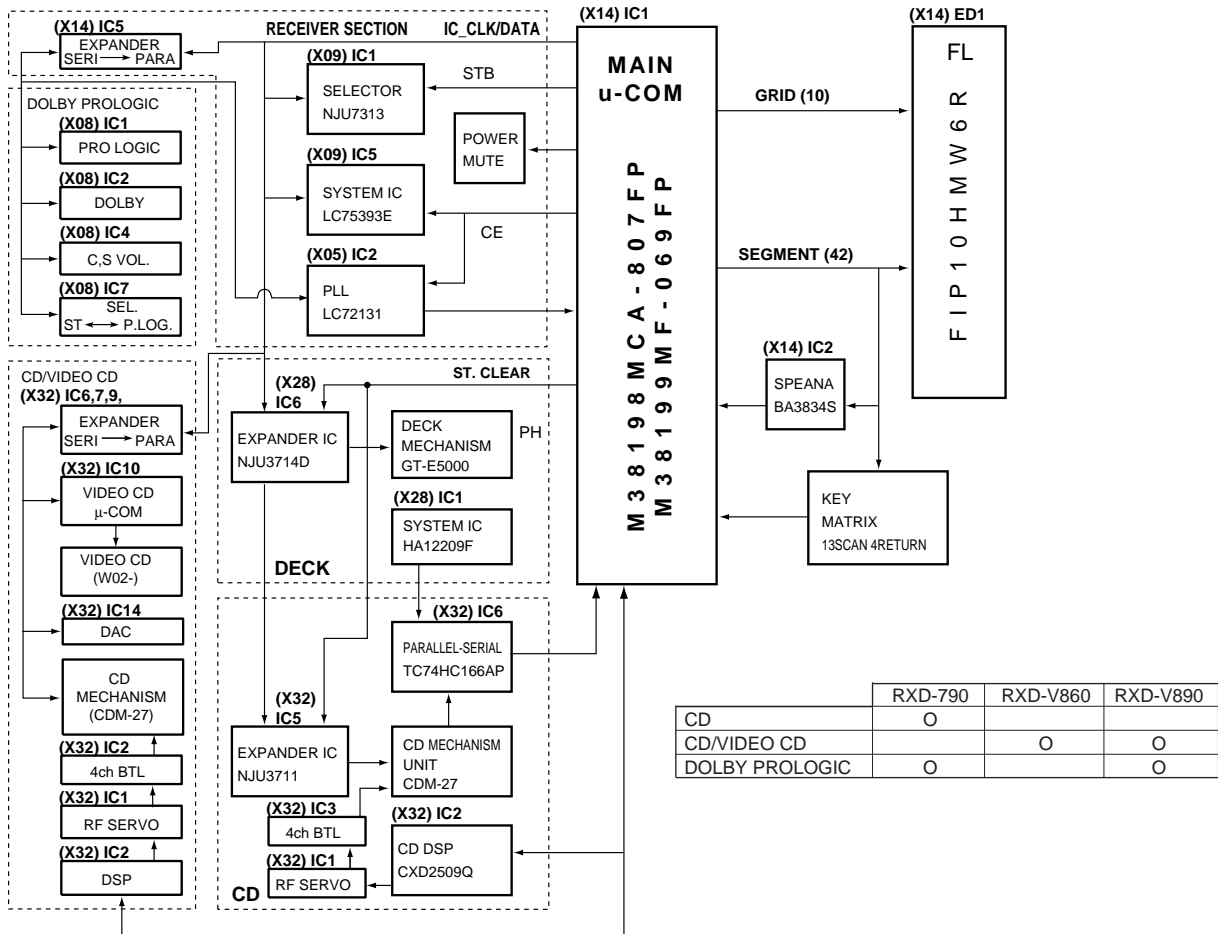 (X14) IC5
EXPANDER
SERI PARA
RECEIVER SECTION
IC_CLK/DATA
(X09) IC1
SELECTOR
NJU7313
STB
POWER
MUTE
(X09) IC5
SYSTEM IC
LC75393E
CE
(X05) IC2
PLL
LC72131
DOLBY PROLOGIC
(X08) IC1
PRO LOGIC
(X08) IC2
DOLBY
(X08) IC4
C,S VOL.
(X08) IC7
SEL.
ST P.LOG.
(X14) IC1
MAIN
u-COM
M38198MCA-807FP
M38199MF-069FP
GRID (10)
SEGMENT (42)
(X14) ED1
FL
FIP10HMW6R
(X14) IC2
SPEANA
BA3834S
KEY
MATRIX
13SCAN 4RETURN
CD/VIDEO CD
(X32) IC6,7,9,
EXPANDER
SERI PARA
(X32) IC10
VIDEO CD
μ-COM
VIDEO CD
(W02-)
(X32) IC14
DAC
CD
MECHANISM
(CDM-27)
(X32) IC2
4ch BTL
(X32) IC1
RF SERVO
(X32) IC2
DSP
ST. CLEAR
(X28)
IC6
EXPANDER IC
NJU3714D
DECK
MECHANISM
GT-E5000
PH
(X28) IC1
SYSTEM IC
HA12209F
DECK
(X32) IC6
PARALLEL-SERIAL
TC74HC166AP
(X32)
IC5
EXPANDER IC
NJU3711
CD MECHANISM
UNIT
CDM-27
(X32) IC3
4ch BTL
(X32) IC2
CD DSP
CXD2509Q
(X32) IC1
RF SERVO
CD
RXD-790 RXD-V860 RXD-V890
CD O
CD/VIDEO CD O O
DOLBY PROLOGIC O O